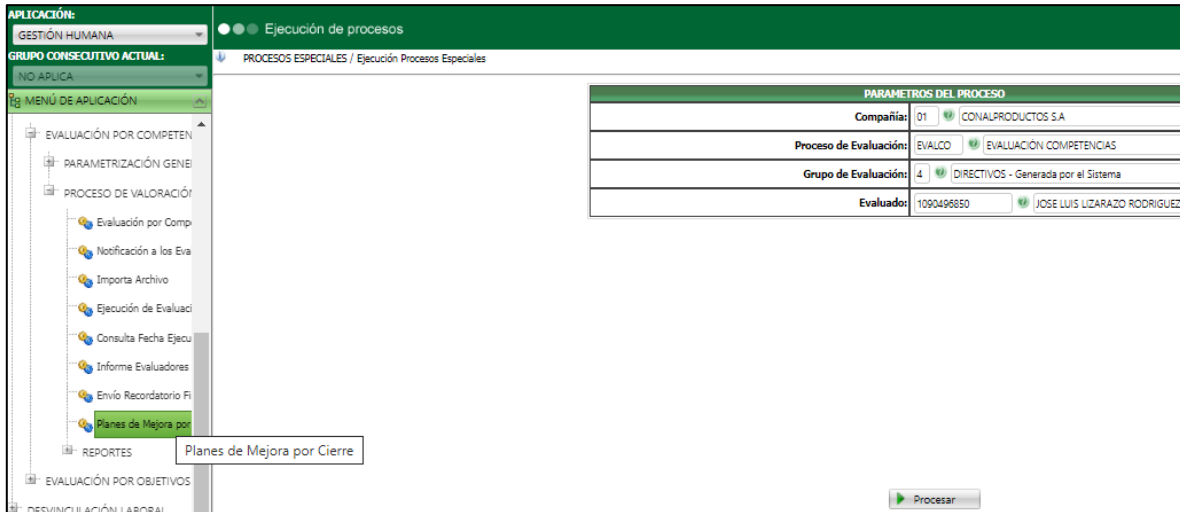 APLICACIÓN:
GESTIÓN HUMANA
GRUPO CONSECUTIVO ACTUAL:
NO APLICA
MENÚ DE APLICACIÓN
EVALUACIÓN POR COMPETEN
PARAMETRIZACIÓN GENE
PROCESO DE VALORACIÓN
Evaluación por Compe
Notificación a los Eva
Importa Archivo
Ejecución de Evaluaci
Consulta Fecha Ejecu
Informe Evaluadores
Envío Recordatorio Fi
Planes de Mejora por
Planes de Mejora por Cierre
REPORTES
EVALUACIÓN POR OBJETIVOS
DESVINCULACIÓN LABORAL
Ejecución de procesos
PROCESOS ESPECIALES / Ejecución Procesos Especiales
PARAMETROS DEL PROCESO
Compañía: 01 CONALPRODUCTOS S.A
Proceso de Evaluación: EVALCO EVALUACIÓN COMPETENCIAS
Grupo de Evaluación: 4 DIRECTIVOS - Generada por el Sistema
Evaluado: 1090496850 JOSE LUIS LIZARAZO RODRIGUEZ
Procesar